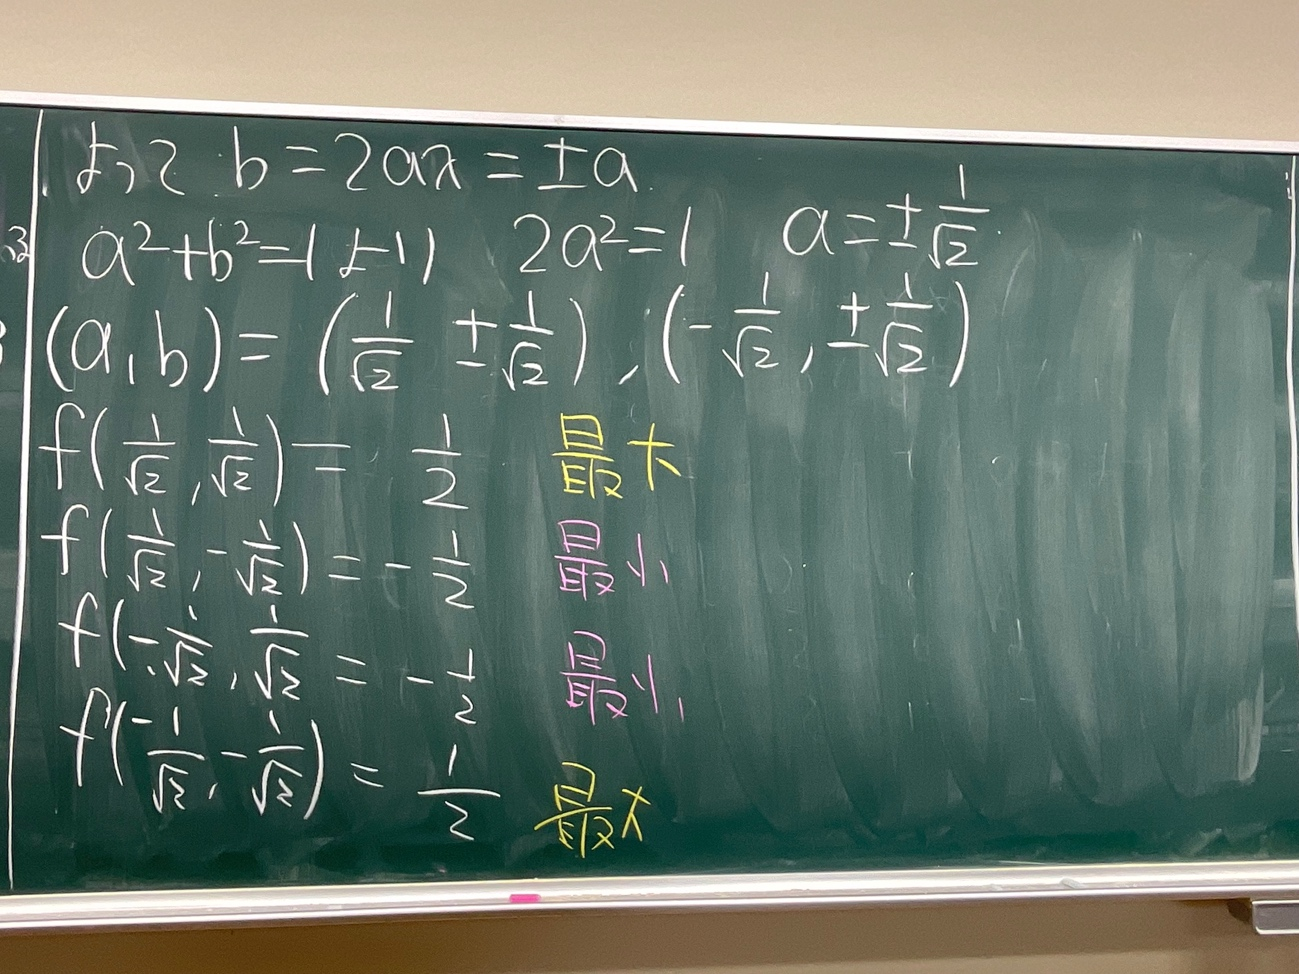 よって b = 2aλ = ±a
a²+b²=1 より 2a²=1 a=±1/√2
(a, b) = (1/√2 ±1/√2), (-1/√2, ±1/√2)
f(1/√2, 1/√2) = 1/2 最大
f(1/√2, -1/√2) = -1/2 最小
f(-1/√2, 1/√2 = -1/2 最小
f(-1/√2, -1/√2) = 1/2 最大